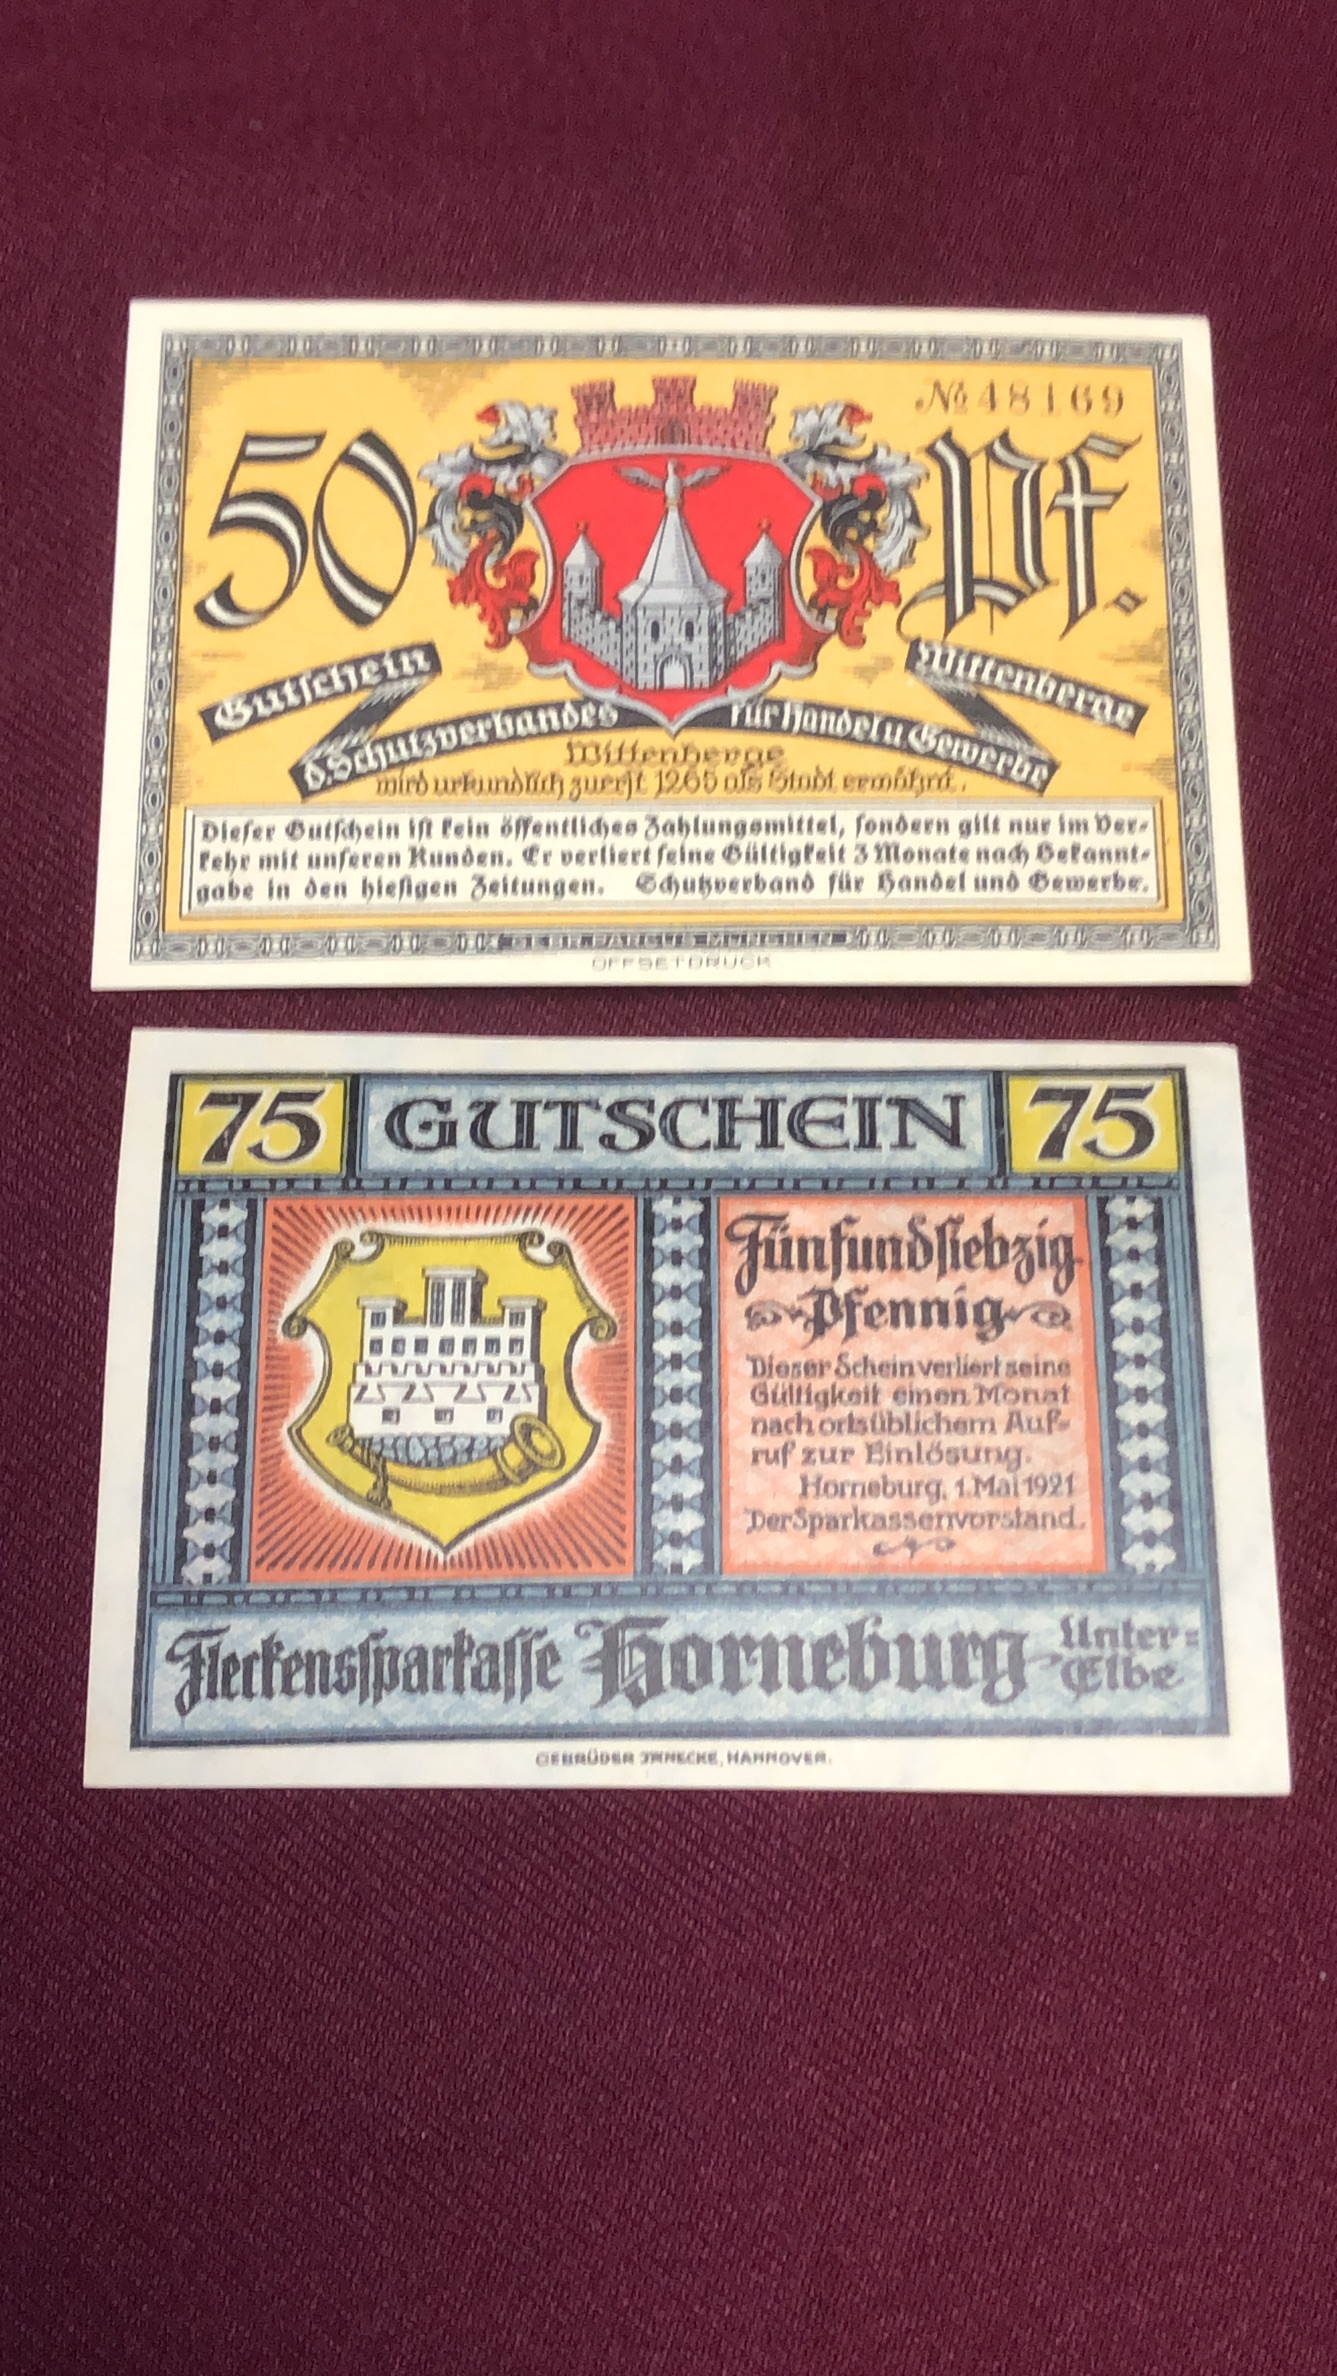 № 48169
50 Pf.
Gutschein
d. Schutzverbandes für Handel u. Gewerbe
Wittenberge
Wittenberge
wird urkundlich zuerst 1265 als Stadt erwähnt.
Dieser Gutschein ist kein öffentliches Zahlungsmittel, sondern gilt nur im Ver-
kehr mit unseren Kunden. Er verliert seine Gültigkeit 3 Monate nach Bekannt-
gabe in den hiesigen Zeitungen. Schutzverband für Handel und Gewerbe.
OFFSETDRUCK
75 GUTSCHEIN 75
Fünfundsiebzig
Pfennig
Dieser Schein verliert seine
Gültigkeit einen Monat
nach ortsüblichem Auf-
ruf zur Einlösung.
Horneburg, 1. Mai 1921
Der Sparkassenvorstand.
Fleckenssparkasse Horneburg Unter-
Elbe
GEBRÜDER JÄNECKE, HANNOVER.